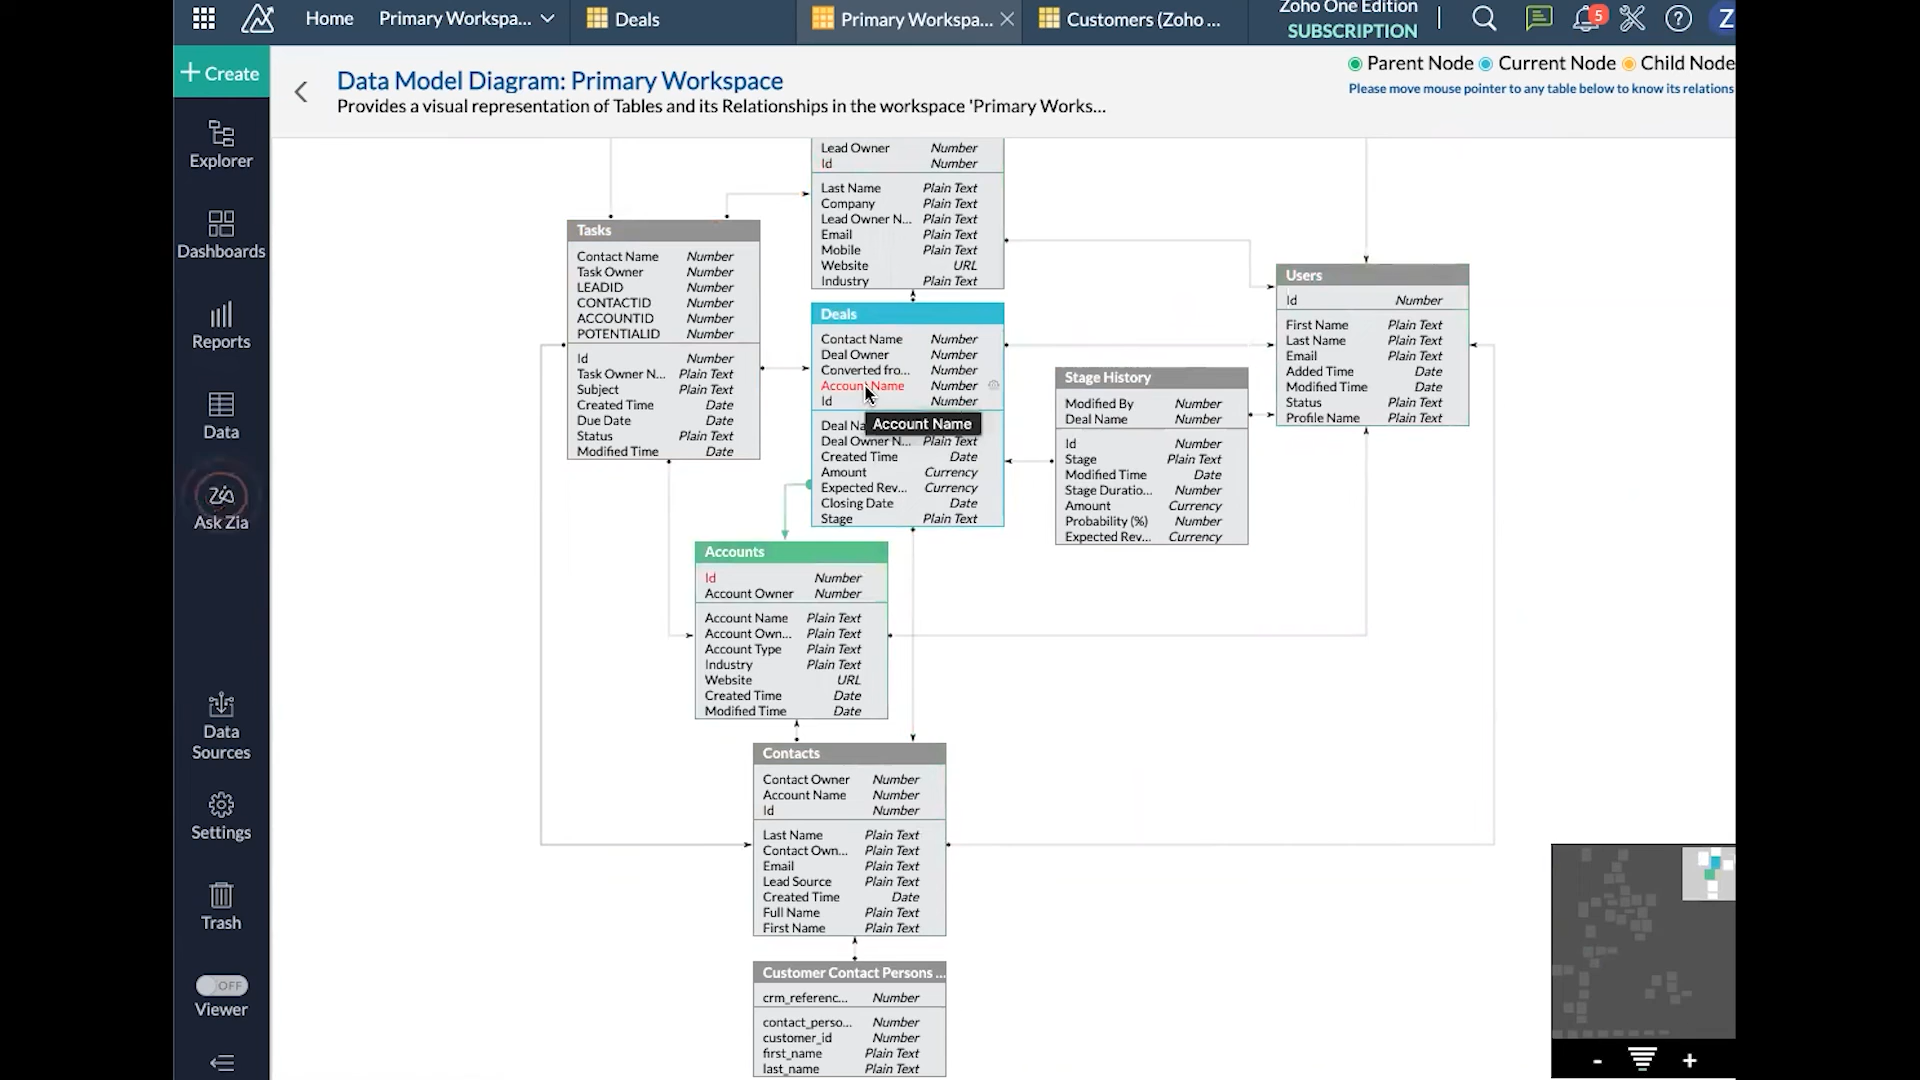 Home
Primary Workspa...
Deals
Primary Workspa...
Customers (Zoho ...
Zoho One Edition
SUBSCRIPTION
5
Z
Create
Data Model Diagram: Primary Workspace
Provides a visual representation of Tables and its Relationships in the workspace 'Primary Works...
Parent Node
Current Node
Child Node
Please move mouse pointer to any table below to know its relations
Explorer
Dashboards
Reports
Data
Ask Zia
Data
Sources
Settings
Trash
OFF
Viewer
Lead Owner Number
Id Number
Last Name Plain Text
Company Plain Text
Lead Owner N... Plain Text
Email Plain Text
Mobile Plain Text
Website URL
Industry Plain Text
Tasks
Contact Name Number
Task Owner Number
LEADID Number
CONTACTID Number
ACCOUNTID Number
POTENTIALID Number
Id Number
Task Owner N... Plain Text
Subject Plain Text
Created Time Date
Due Date Date
Status Plain Text
Modified Time Date
Deals
Contact Name Number
Deal Owner Number
Converted fro... Number
Account Name Number
Id Number
Account Name
Deal Na
Deal Owner N... Plain Text
Created Time Date
Amount Currency
Expected Rev... Currency
Closing Date Date
Stage Plain Text
Stage History
Modified By Number
Deal Name Number
Id Number
Stage Plain Text
Modified Time Date
Stage Duratio... Number
Amount Currency
Probability (%) Number
Expected Rev... Currency
Users
Id Number
First Name Plain Text
Last Name Plain Text
Email Plain Text
Added Time Date
Modified Time Date
Status Plain Text
Profile Name Plain Text
Accounts
Id Number
Account Owner Number
Account Name Plain Text
Account Own... Plain Text
Account Type Plain Text
Industry Plain Text
Website URL
Created Time Date
Modified Time Date
Contacts
Contact Owner Number
Account Name Number
Id Number
Last Name Plain Text
Contact Own... Plain Text
Email Plain Text
Lead Source Plain Text
Created Time Date
Full Name Plain Text
First Name Plain Text
Customer Contact Persons ...
crm_referenc... Number
contact_perso... Number
customer_id Number
first_name Plain Text
last_name Plain Text